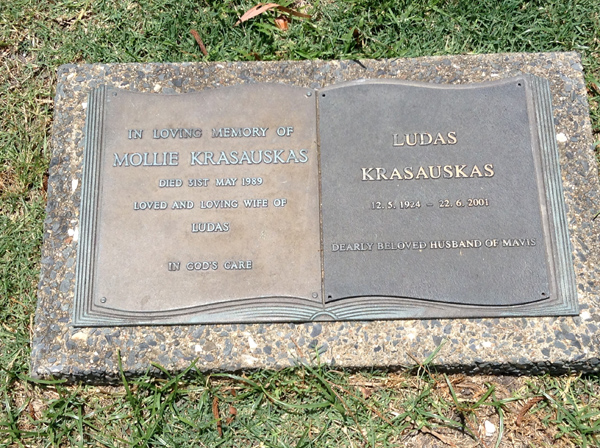 IN LOVING MEMORY OF
MOLLIE KRASAUSKAS
DIED 31ST MAY 1989
LOVED AND LOVING WIFE OF
LUDAS
IN GOD'S CARE
LUDAS
KRASAUSKAS
12. 5. 1924 - 22. 6. 2001
DEARLY BELOVED HUSBAND OF MAVIS